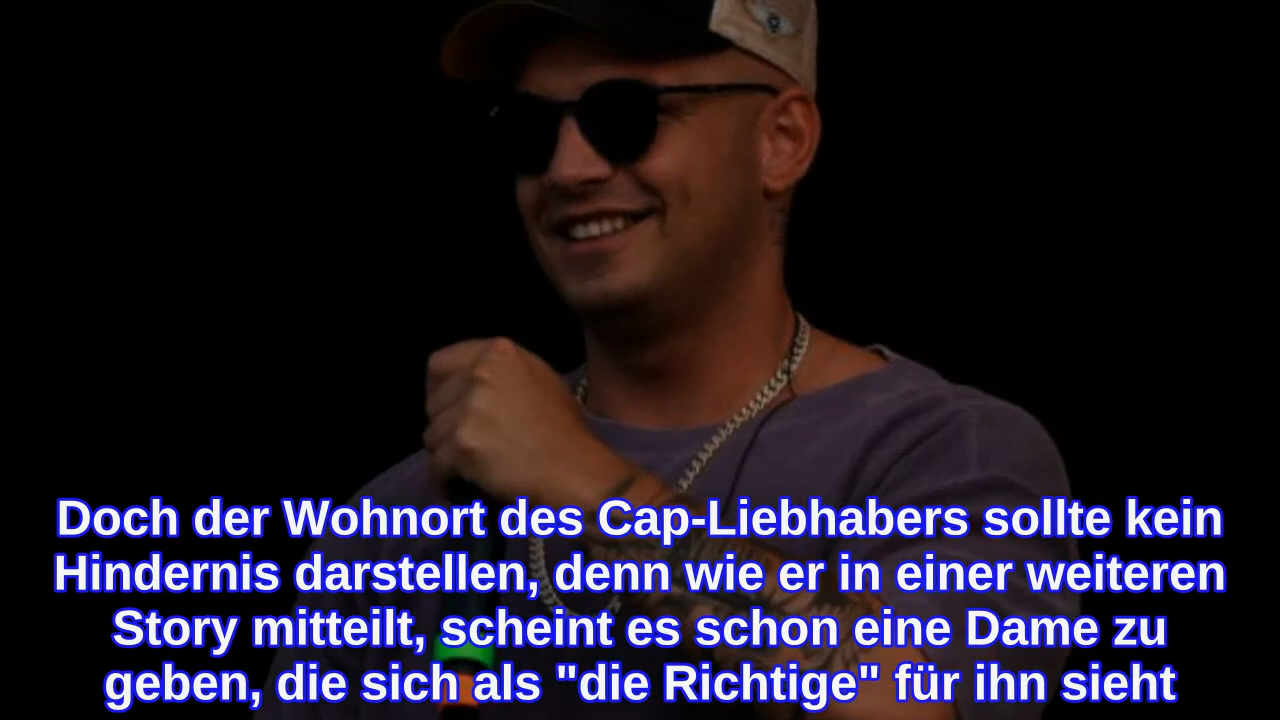 Doch der Wohnort des Cap-Liebhabers sollte kein
Hindernis darstellen, denn wie er in einer weiteren
Story mitteilt, scheint es schon eine Dame zu
geben, die sich als "die Richtige" für ihn sieht